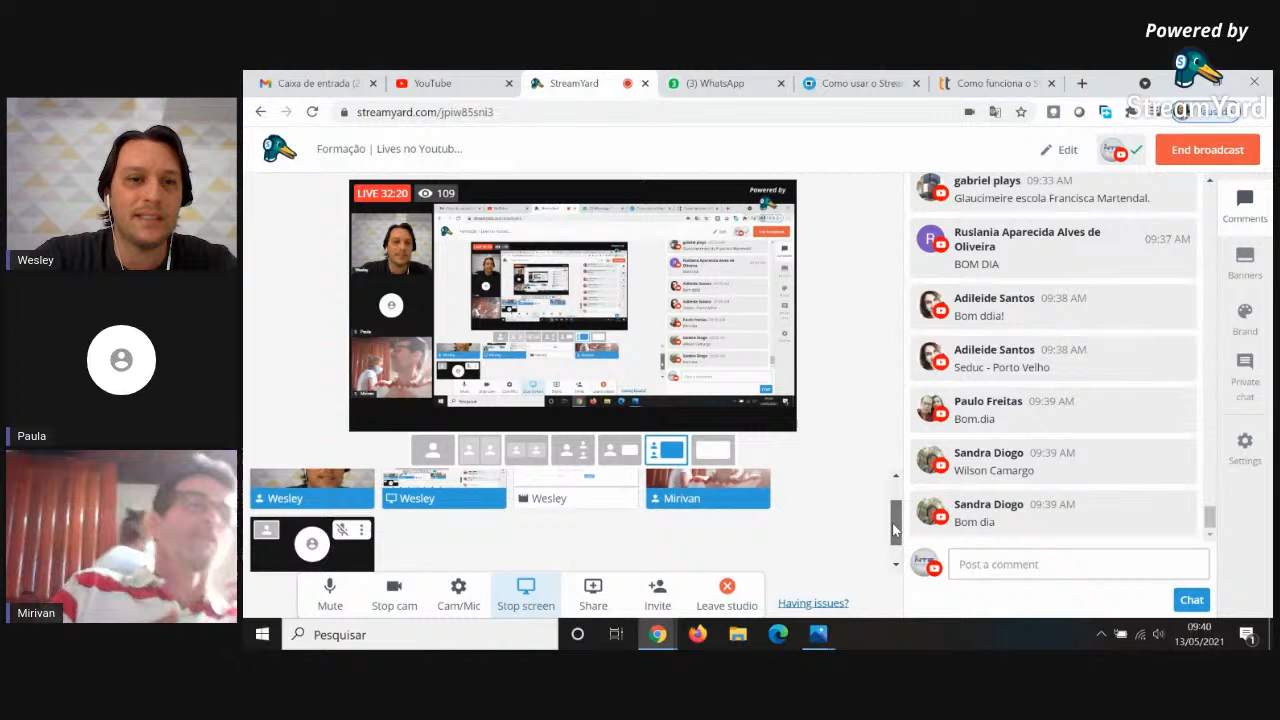 Powered by
StreamYard
Caixa de entrada (2
YouTube
StreamYard
(3) WhatsApp
Como usar o Strea
Como funciona o S
streamyard.com/jpiw85sni3
Formação | Lives no Youtub...
Edit
End broadcast
LIVE 32:20
109
Powered by
gabriel plays 09:33 AM
Glaucineire escola Francisca Martendal.
Ruslania Aparecida Alves de
Oliveira 09:37 AM
BOM DIA
Adileide Santos 09:38 AM
Bom dda!
Adileide Santos 09:38 AM
Seduc - Porto Velho
Paulo Freitas 09:39 AM
Bom.dia
Sandra Diogo 09:39 AM
Wilson Camargo
Sandra Diogo 09:39 AM
Bom dia
Post a comment
Chat
Comments
Banners
Brand
Private
chat
Settings
Wesley
Paula
Mirivan
Wesley
Wesley
Wesley
Mirivan
Mute
Stop cam
Cam/Mic
Stop screen
Share
Invite
Leave studio
Having issues?
Pesquisar
09:40
13/05/2021